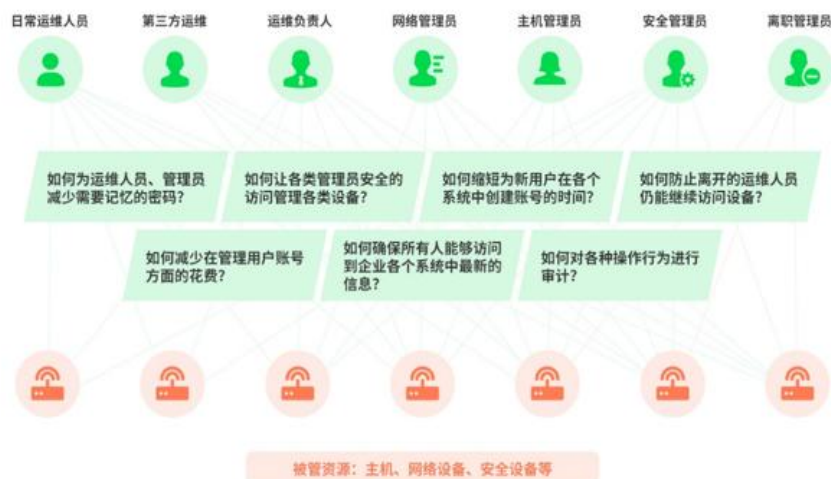 日常运维人员
第三方运维
运维负责人
网络管理员
主机管理员
安全管理员
离职管理员
如何为运维人员、管理员
减少需要记忆的密码?
如何让各类管理员安全的
访问管理各类设备?
如何缩短为新用户在各个
系统中创建账号的时间?
如何防止离开的运维人员
仍能继续访问设备?
如何减少在管理用户账号
方面的花费?
如何确保所有人能够访问
到企业各个系统中最新的
信息?
如何对各种操作行为进行
审计?
被管资源：主机、网络设备、安全设备等